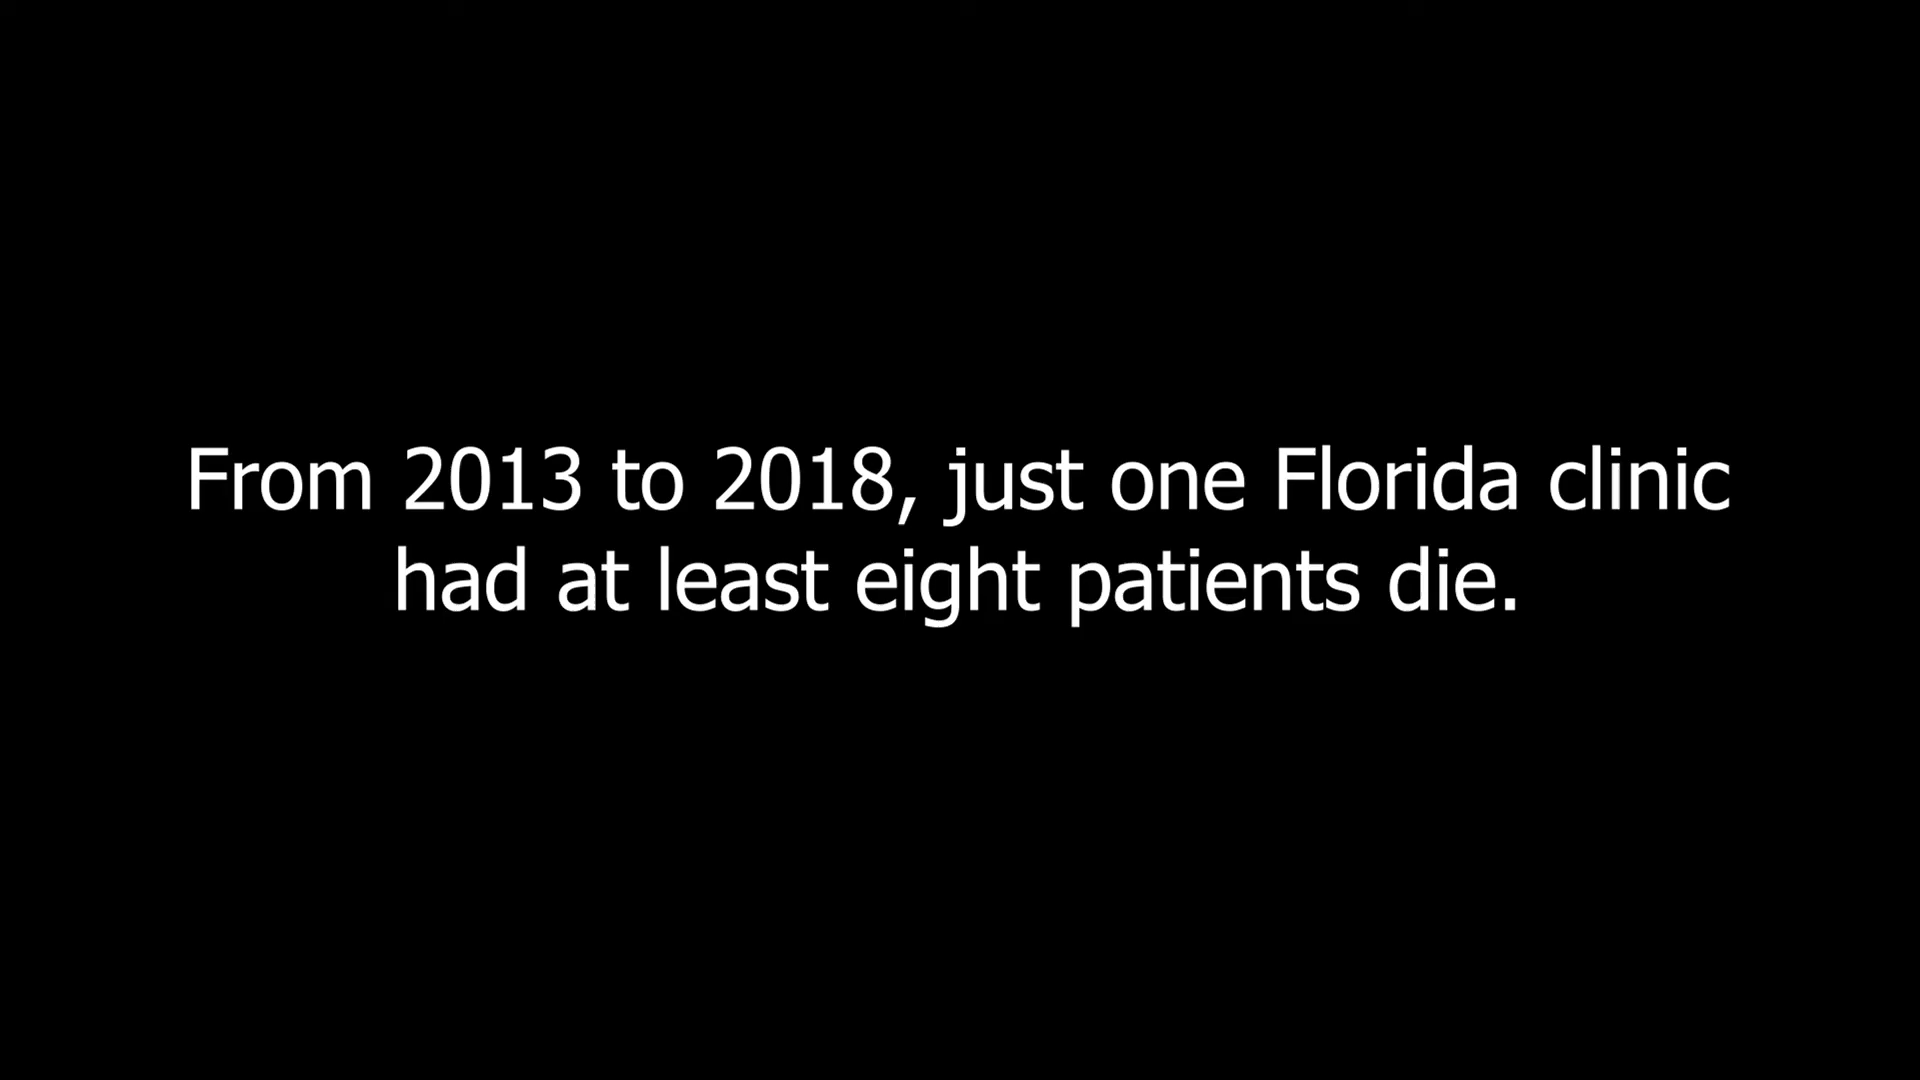 From 2013 to 2018, just one Florida clinic
had at least eight patients die.